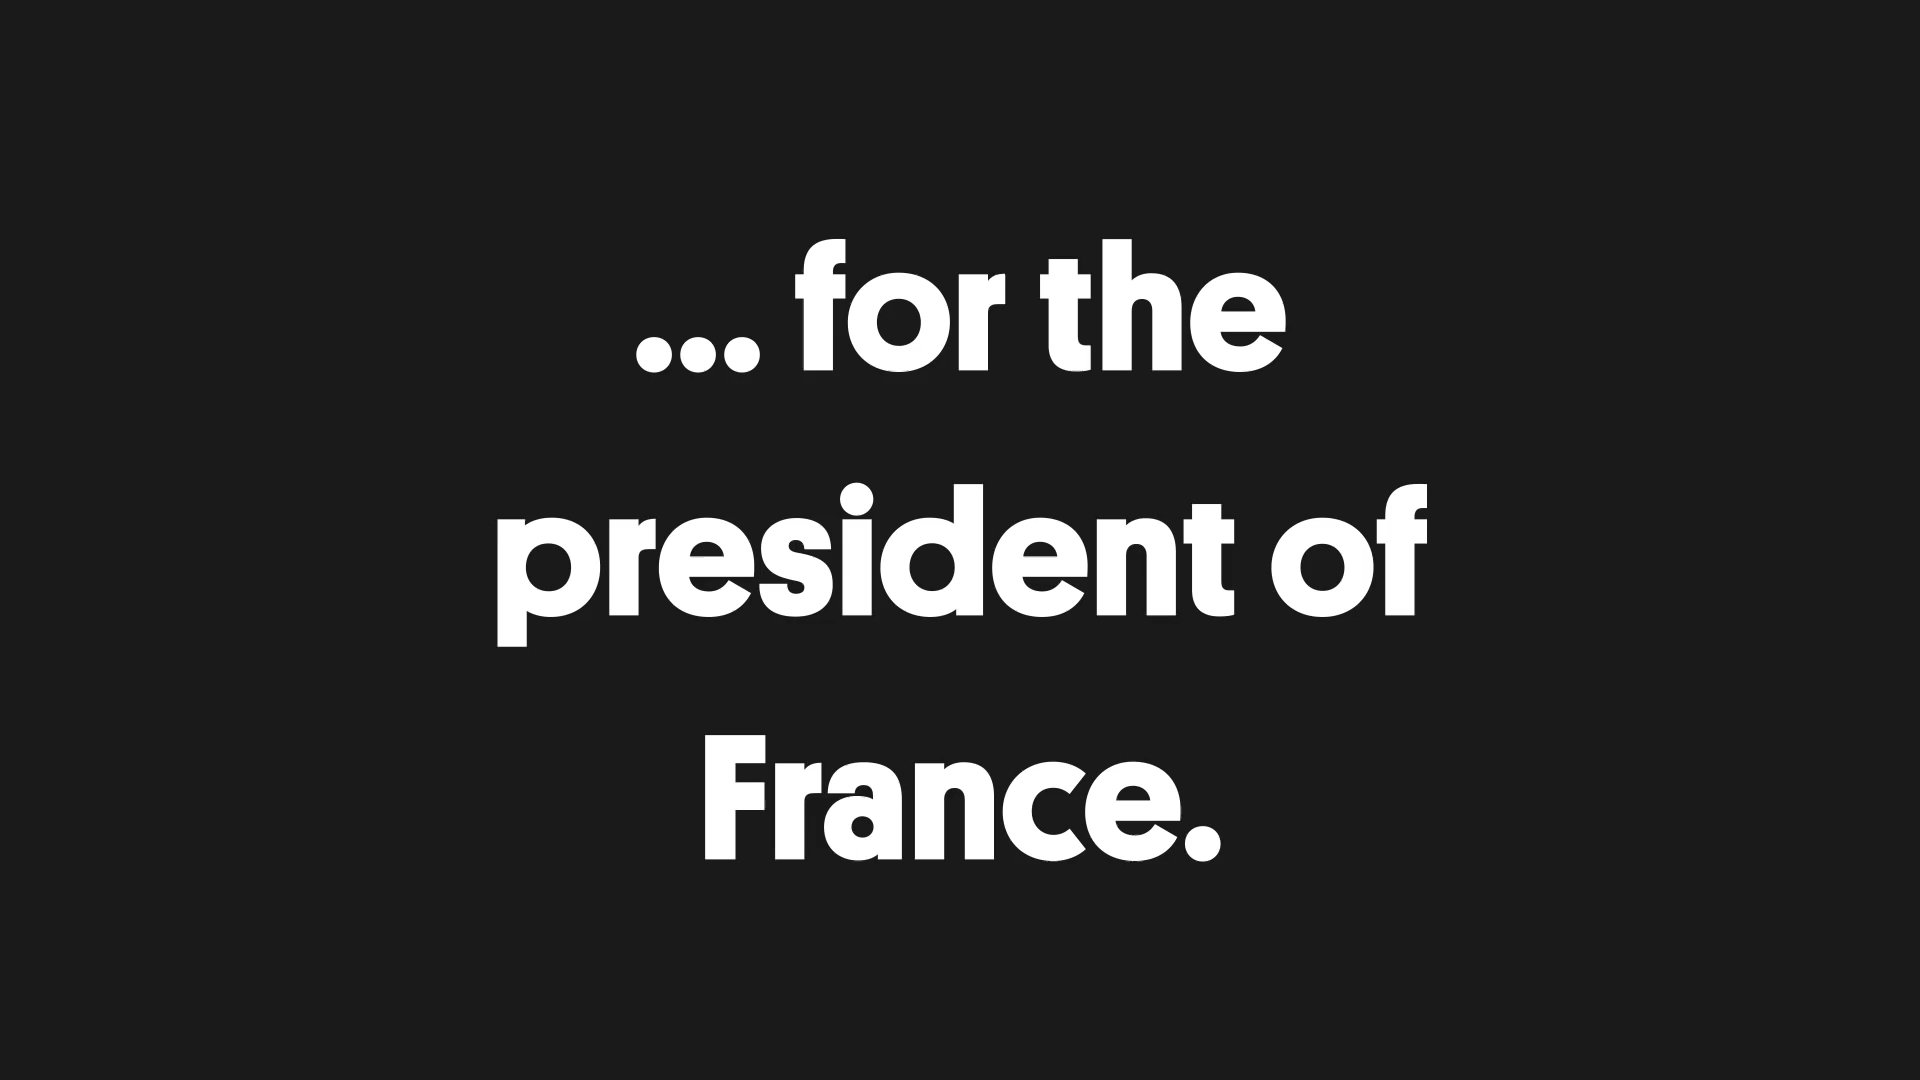 ... for the
president of
France.